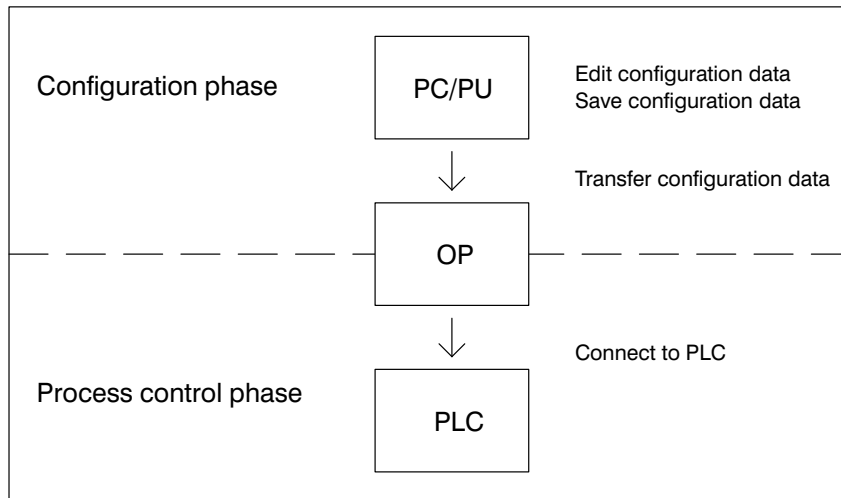 Configuration phase
PC/PU
Edit configuration data
Save configuration data
Transfer configuration data
OP
Connect to PLC
Process control phase
PLC